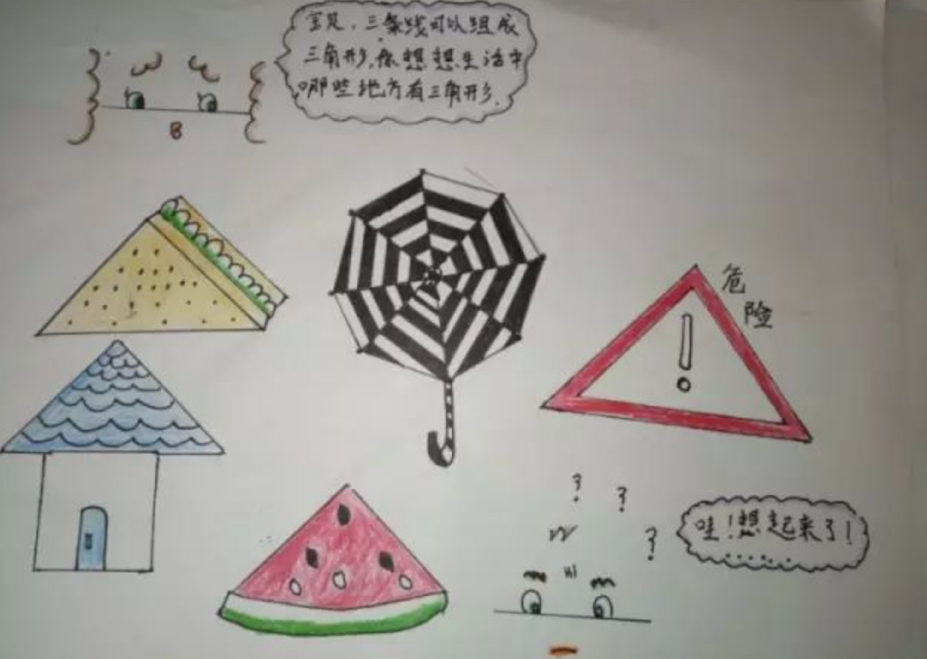 宝贝，三条线可以组成
三角形，你想想生活中
哪些地方有三角形.
危
险
!
? ? ?
Hi
哇！想起来了！
......